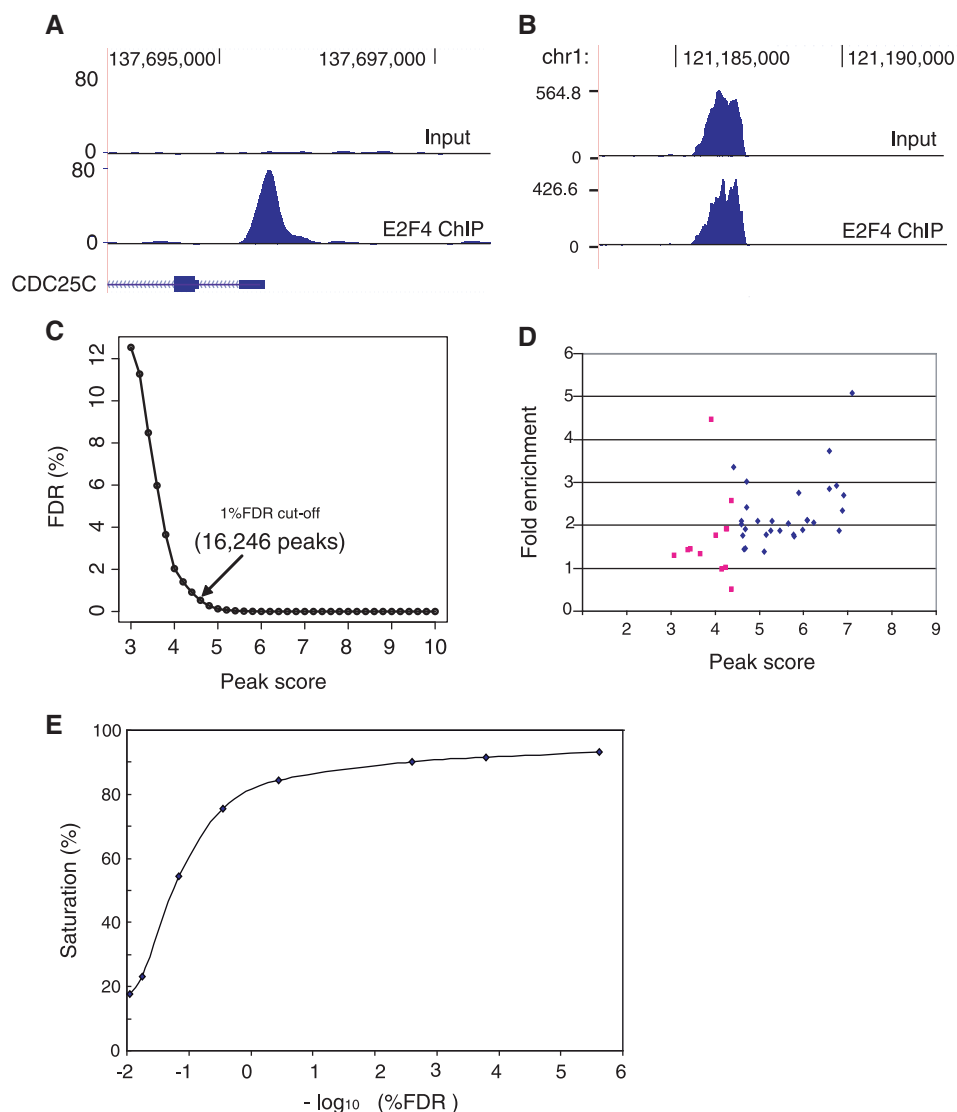 A
137,695,000
137,697,000
80
Input
0
80
E2F4 ChIP
0
CDC25C
B
chr1:
121,185,000
121,190,000
564.8
Input
0
426.6
E2F4 ChIP
0
C
FDR (%)
12
10
8
6
4
2
0
1%FDR cut-off
(16,246 peaks)
3 4 5 6 7 8 9 10
Peak score
D
Fold enrichment
6
5
4
3
2
1
0
2 3 4 5 6 7 9
Peak score
E
Saturation (%)
100
80
60
40
20
0
-2 -1 0 1 2 3 4 5 6
- log10 (%FDR )